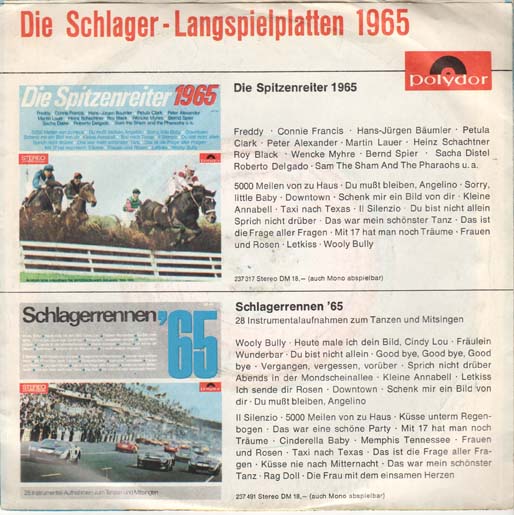 Die Schlager-Langspielplatten 1965
polydor
Die Spitzenreiter 1965
Die Spitzenreiter 1965
Freddy · Connie Francis · Hans-Jürgen Bäumler · Petula
Clark · Peter Alexander · Martin Lauer · Heinz Schachtner
Roy Black · Wencke Myhre · Bernd Spier · Sacha Distel
Roberto Delgado · Sam The Sham And The Pharaohs u.a.
5000 Meilen von zu Haus · Du mußt bleiben, Angelino · Sorry,
little Baby · Downtown · Schenk mir ein Bild von dir · Kleine
Annabell · Taxi nach Texas · Il Silenzio · Du bist nicht allein
Sprich nicht drüber · Das war mein schönster Tanz · Das ist
die Frage aller Fragen · Mit 17 hat man noch Träume · Frauen
und Rosen · Letkiss · Wooly Bully
237 317 Stereo DM 18,– (auch Mono abspielbar)
STEREO
Schlagerrennen '65
Schlagerrennen '65
28 Instrumentalaufnahmen zum Tanzen und Mitsingen
Wooly Bully · Heute male ich dein Bild, Cindy Lou · Fräulein
Wunderbar · Du bist nicht allein · Good bye, Good bye, Good
bye · Vergangen, vergessen, vorüber · Sprich nicht drüber
Abends in der Mondscheinallee · Kleine Annabell · Letkiss
Ich sende dir Rosen · Downtown · Schenk mir ein Bild von
dir · Du mußt bleiben, Angelino
Il Silenzio · 5000 Meilen von zu Haus · Küsse unterm Regen-
bogen · Das war eine schöne Party · Mit 17 hat man noch
Träume · Cinderella Baby · Memphis Tennessee · Frauen
und Rosen · Taxi nach Texas · Das ist die Frage aller Fra-
gen · Küsse nie nach Mitternacht · Das war mein schönster
Tanz · Rag Doll · Die Frau mit dem einsamen Herzen
237 491 Stereo DM 18,– (auch Mono abspielbar)
STEREO
28 Instrumental-Aufnahmen zum Tanzen und Mitsingen